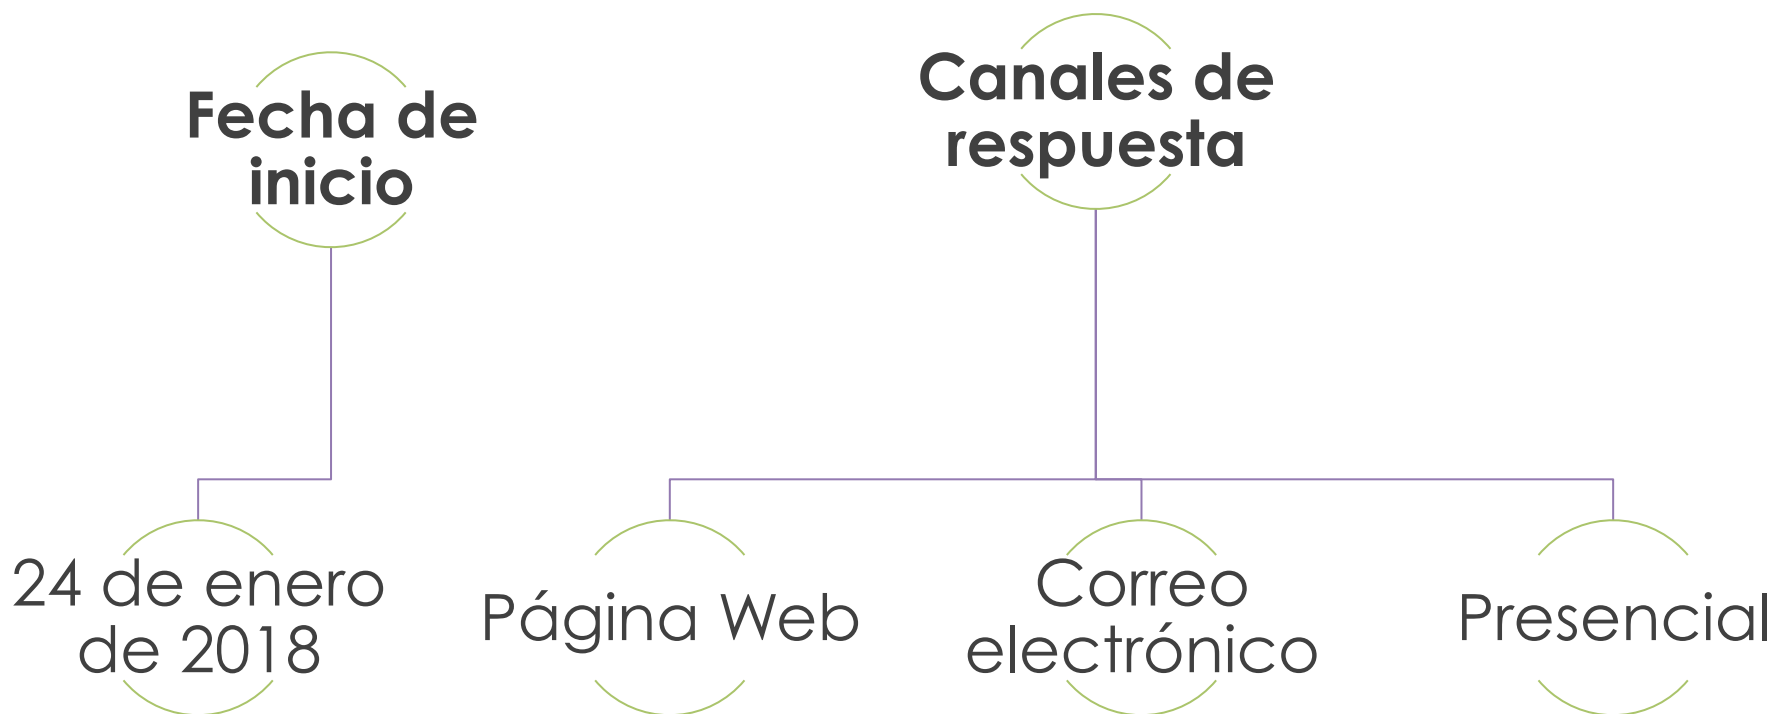 Fecha de
inicio
Canales de
respuesta
24 de enero
de 2018
Página Web
Correo
electrónico
Presencial